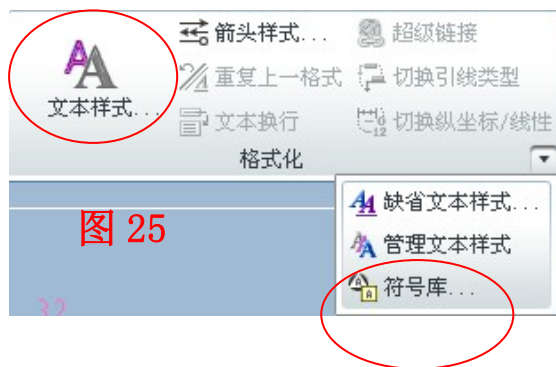 箭头样式... 超级链接
文本样式... 重复上一格式 切换引线类型
文本换行 切换纵坐标/线性
格式化
缺省文本样式...
图 25
管理文本样式
符号库...
32